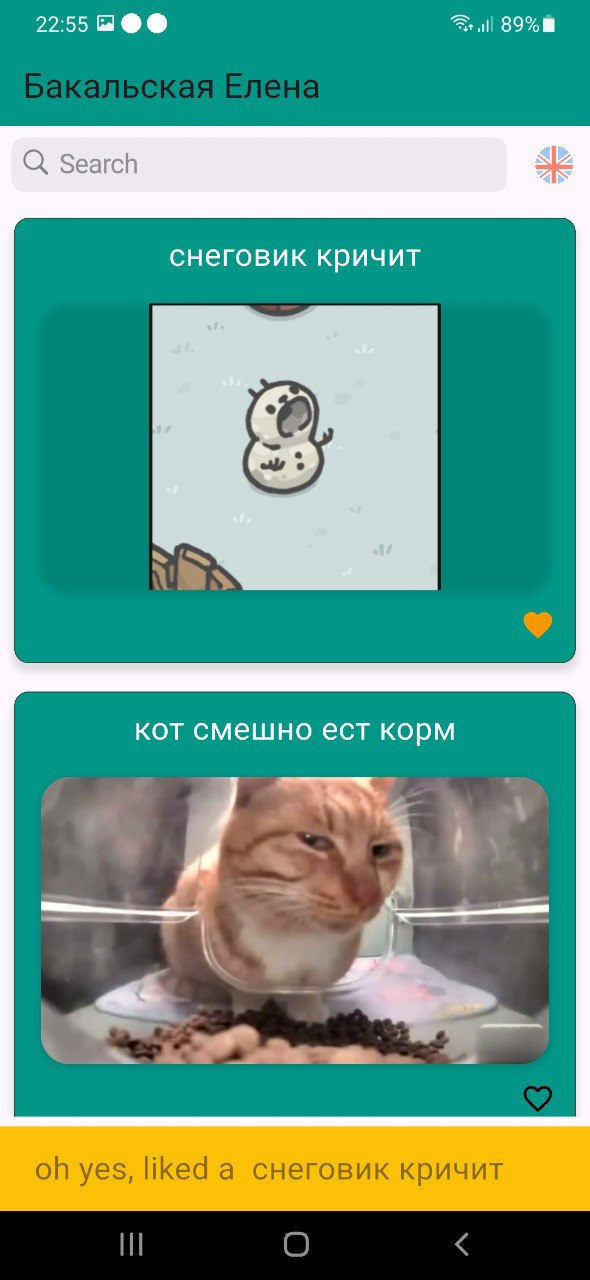 22:55
89%
Бакальская Елена
Search
снеговик кричит
кот смешно ест корм
oh yes, liked a  снеговик кричит